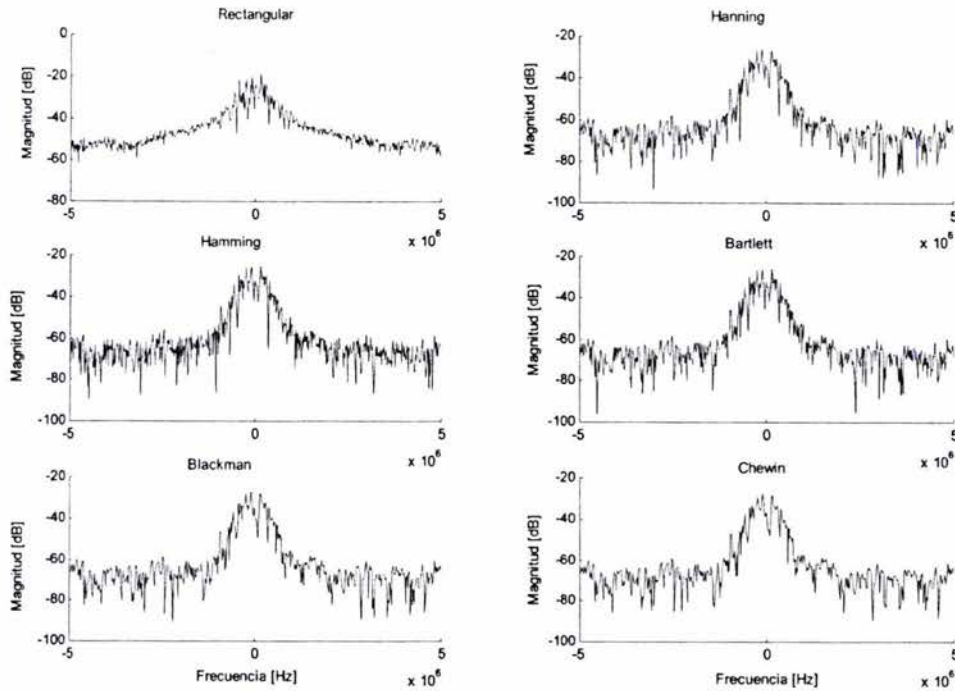 Rectangular
0
-20
-40
-60
-80
Magnitud [dB]
-5
0
5
x 10^6
Hanning
-20
-40
-60
-80
-100
Magnitud [dB]
-5
0
5
x 10^6
Hamming
-20
-40
-60
-80
-100
Magnitud [dB]
-5
0
5
x 10^6
Bartlett
-20
-40
-60
-80
-100
Magnitud [dB]
-5
0
5
x 10^6
Blackman
-20
-40
-60
-80
-100
Magnitud [dB]
-5
0
5
Frecuencia [Hz]
x 10^6
Chewin
-20
-40
-60
-80
-100
Magnitud [dB]
-5
0
5
Frecuencia [Hz]
x 10^6